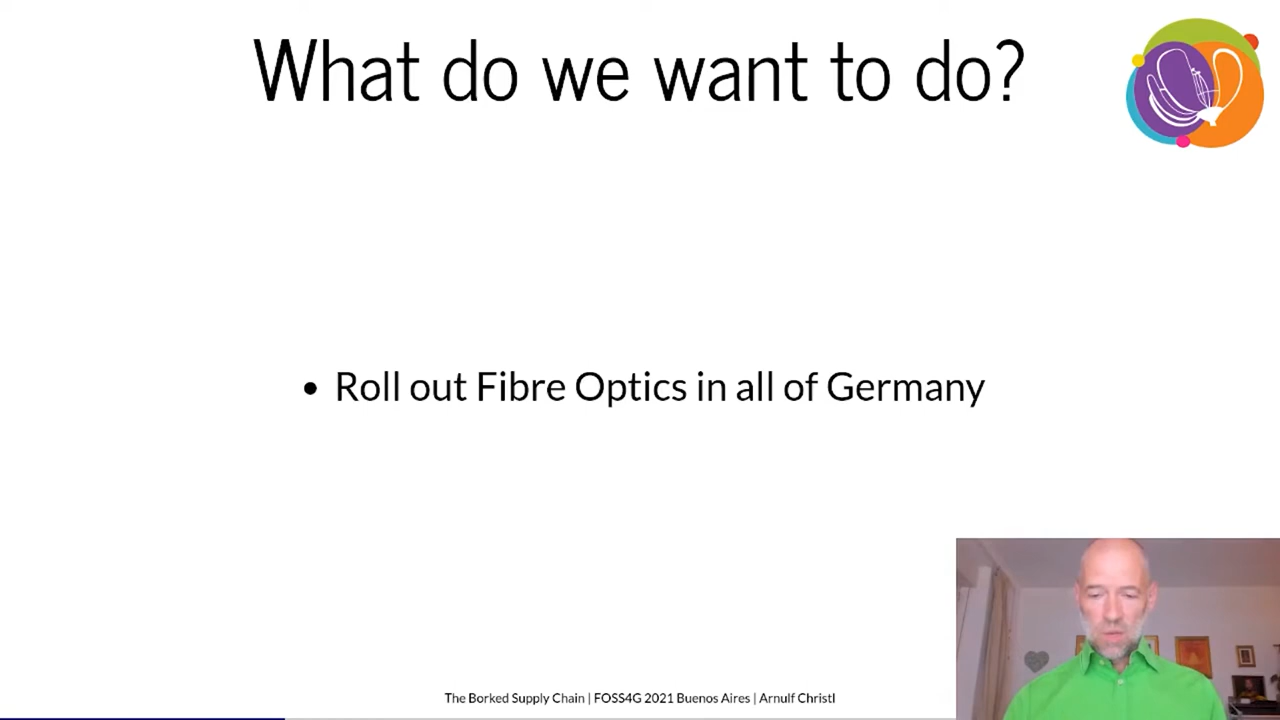 What do we want to do?
• Roll out Fibre Optics in all of Germany
The Borked Supply Chain | FOSS4G 2021 Buenos Aires | Arnulf Christl